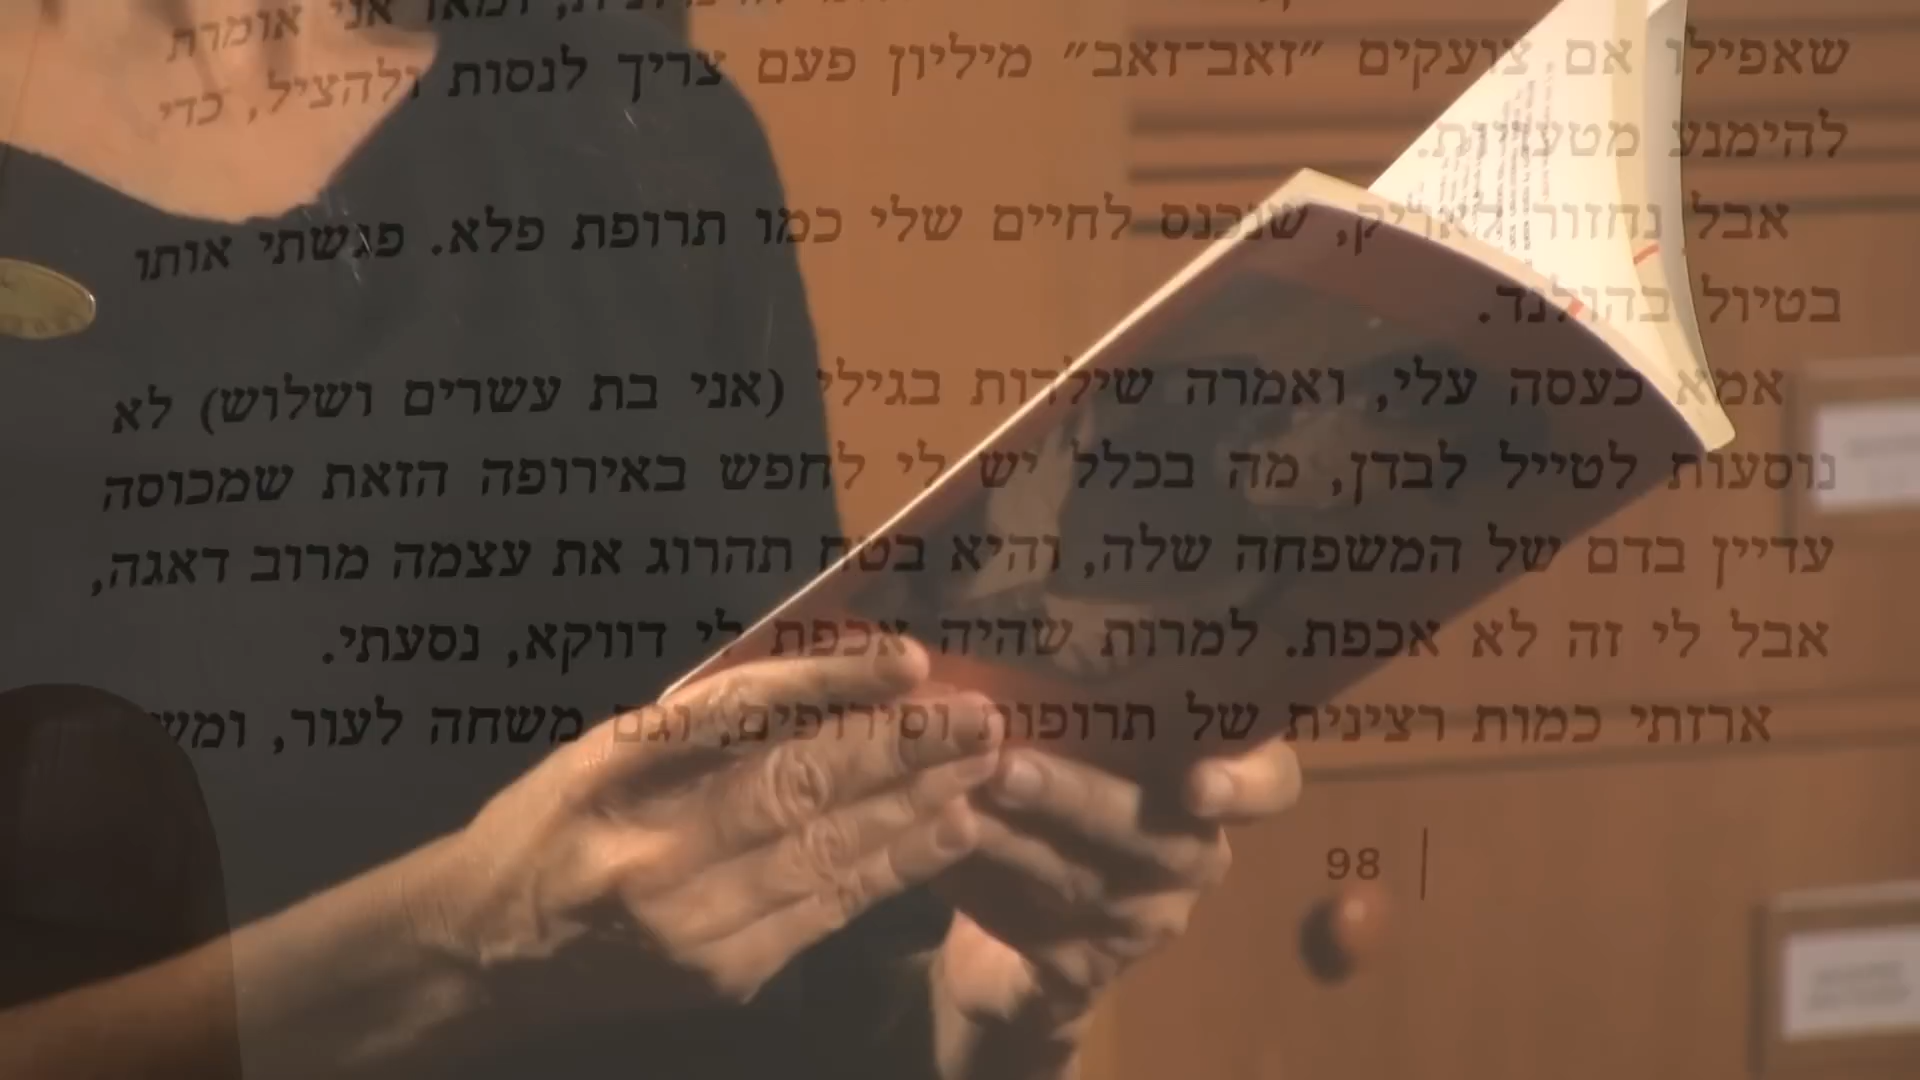 ומאז אני אומרת
שאפילו אם צועקים "זאב־זאב" מיליון פעם צריך לנסות ולהציל, כדי
להימנע מטעויות.
אבל נחזור לאריק, שנכנס לחיים שלי כמו תרופת פלא. פגשתי אותו
בטיול בהולנד.
אמא כעסה עלי, ואמרה שילדות בגילי (אני בת עשרים ושלוש) לא
נוסעות לטייל לבדן, מה בכלל יש לי לחפש באירופה הזאת שמכוסה
עדיין בדם של המשפחה שלה, והיא בטח תהרוג את עצמה מרוב דאגה,
אבל לי זה לא אכפת. למרות שהיה אכפת לי דווקא, נסעתי.
ארזתי כמות רצינית של תרופות וסירופים, וגם משחה לעור,
98